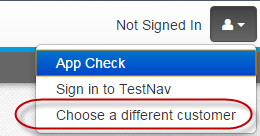 Not Signed In
App Check
Sign in to TestNav
Choose a different customer